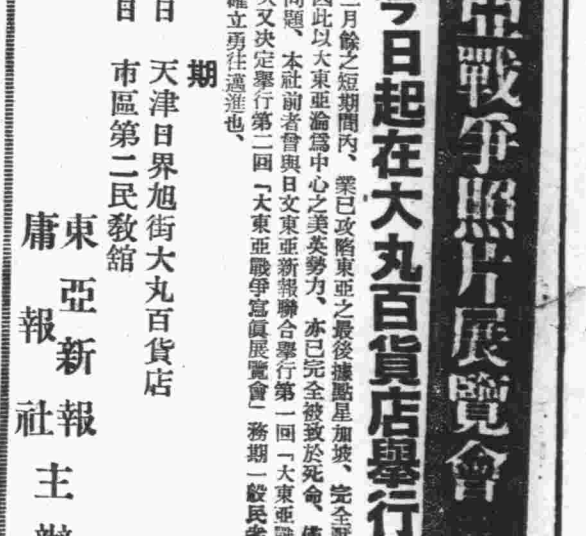 亞戰爭照片展覽會
今日起在大丸百貨店舉行
二月餘之短期間內、業已攻陷東亞之最後據點星加坡、完全
因此以大東亞論爲中心之美英勢力、亦已完全被致於死命、
問題、本社前者曾與日文東亞新報聯合舉行第一回「大東亞戰
又決定舉行第二回「大東亞戰爭寫眞展覽會」務期一般民衆
確立勇往邁進也、
期
日 天津日界旭街大丸百貨店
日 市區第二民敎舘
東亞新報
庸報社
主辦